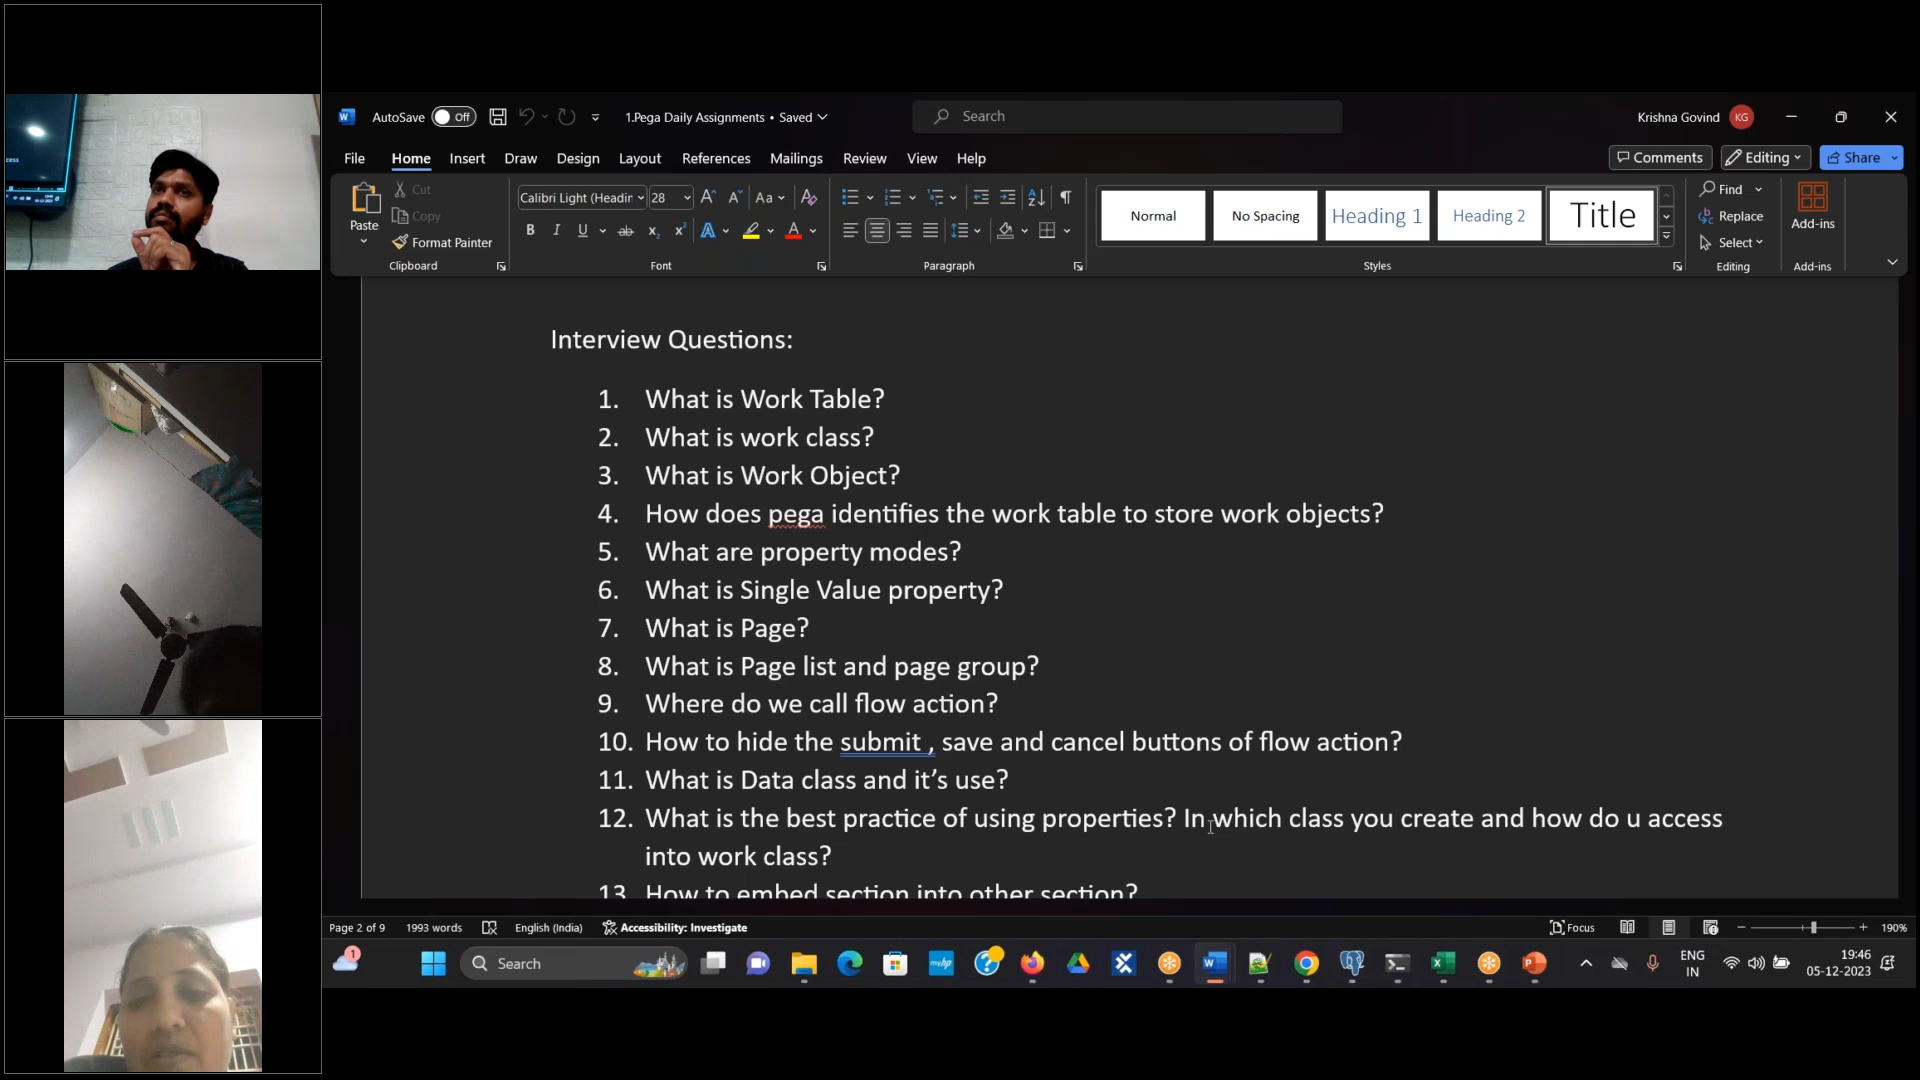 AutoSave Off 1.Pega Daily Assignments • Saved Search Krishna Govind KG
File Home Insert Draw Design Layout References Mailings Review View Help Comments Editing Share
Paste Cut Copy Format Painter Clipboard
Calibri Light (Headin 28 Aa Font
Paragraph
Normal No Spacing Heading 1 Heading 2 Title Styles
Find Replace Select Editing
Add-ins Add-ins
cess
Interview Questions:
1. What is Work Table?
2. What is work class?
3. What is Work Object?
4. How does pega identifies the work table to store work objects?
5. What are property modes?
6. What is Single Value property?
7. What is Page?
8. What is Page list and page group?
9. Where do we call flow action?
10. How to hide the submit , save and cancel buttons of flow action?
11. What is Data class and it’s use?
12. What is the best practice of using properties? In which class you create and how do u access
into work class?
13. How to embed section into other section?
Page 2 of 9 1993 words English (India) Accessibility: Investigate Focus 190%
1 Search ENG 19:46
IN 05-12-2023